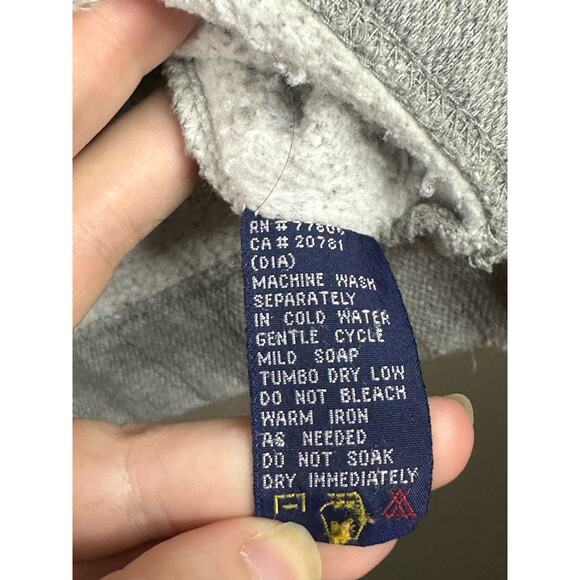 RN #
CA # 20781
(DIA)
MACHINE WASH
SEPARATELY
IN COLD WATER
GENTLE CYCLE
MILD SOAP
TUMBO DRY LOW
DO NOT BLEACH
WARM IRON
AS NEEDED
DO NOT SOAK
DRY IMMEDIATELY